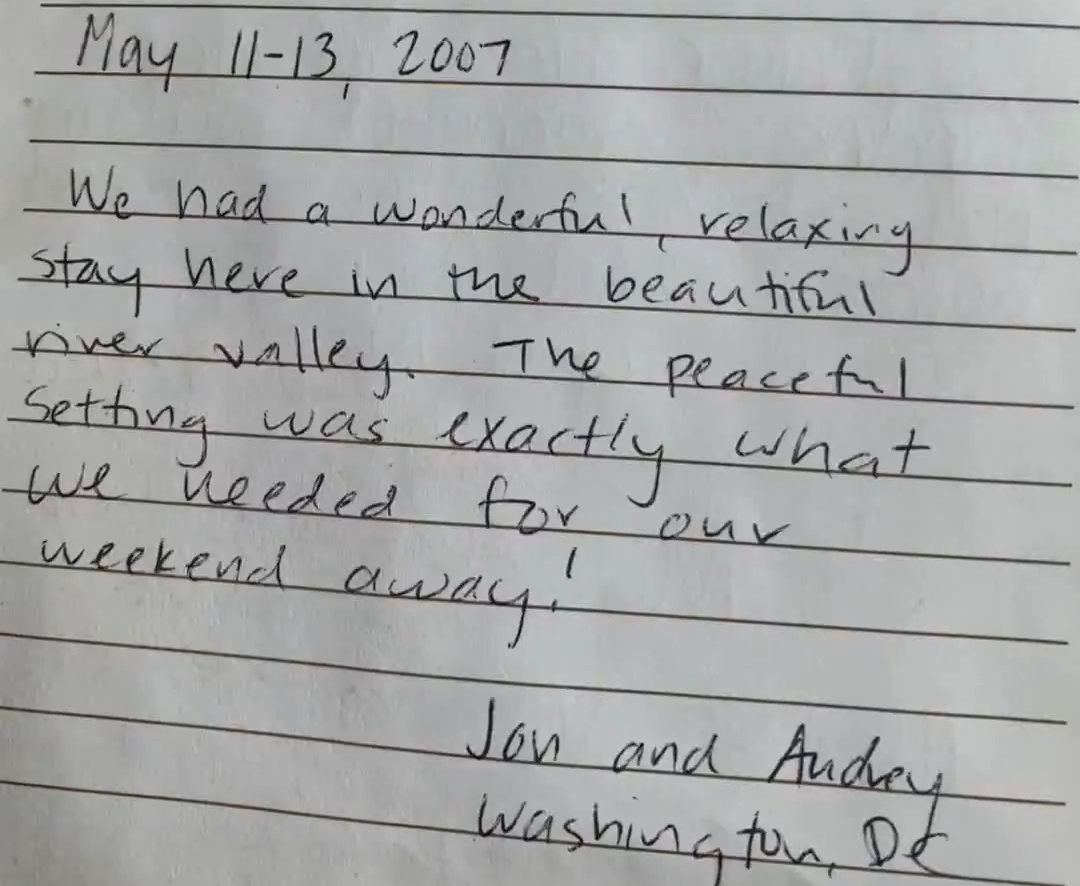 May 11-13, 2007
We had a wonderful, relaxing
stay here in the beautiful
river valley. The peaceful
setting was exactly what
we needed for our
weekend away!
Jon and Audrey
Washington, DC